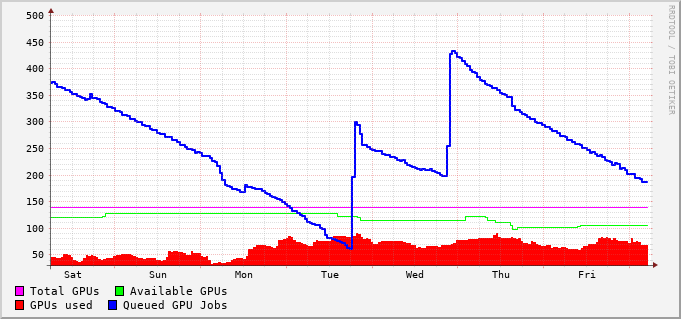 500
450
400
350
300
250
200
150
100
50
Sat Sun Mon Tue Wed Thu Fri
Total GPUs Available GPUs
GPUs used Queued GPU Jobs
RRDTOOL / TOBI OETIKER